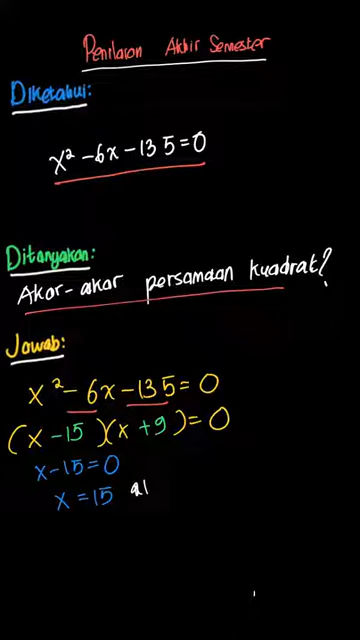 Penilaian Akhir Semester
Diketahui:
x² - 6x - 135 = 0
Ditanyakan:
Akar-akar persamaan kuadrat?
Jawab:
x² - 6x - 135 = 0
(x - 15)(x + 9) = 0
x - 15 = 0
x = 15 at